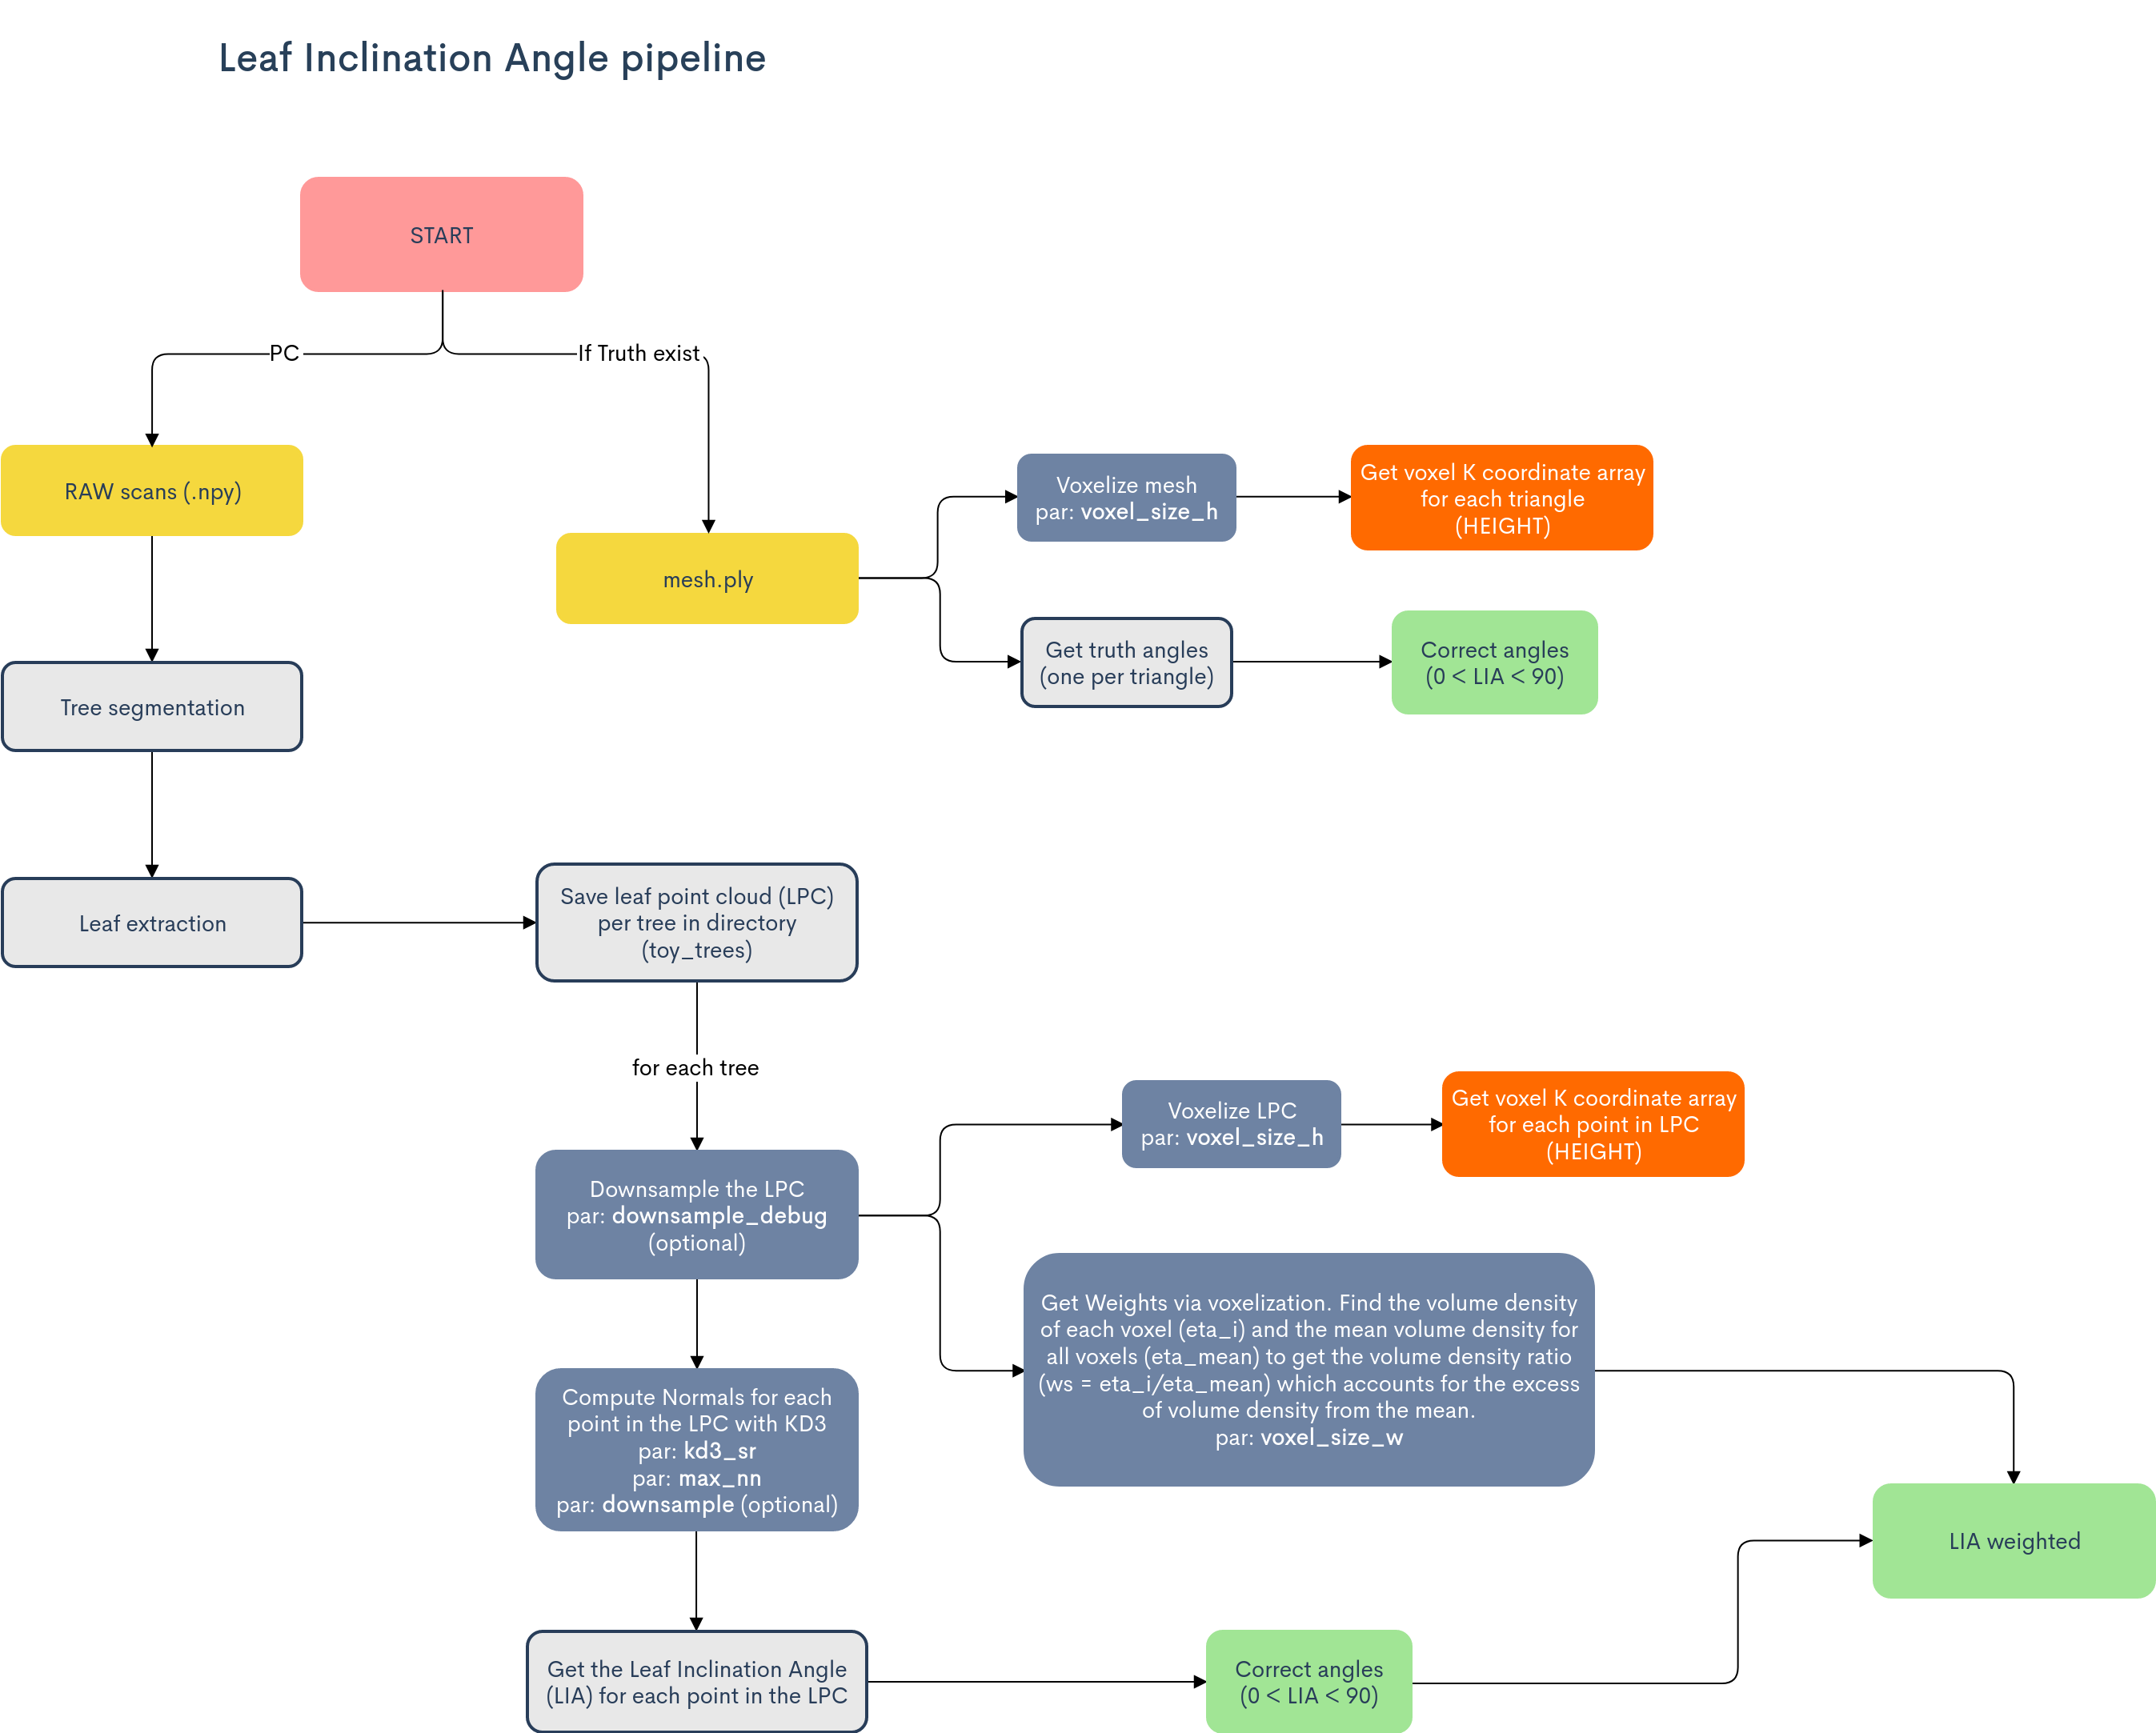 Leaf Inclination Angle pipeline
START
PC
If Truth exist
RAW scans (.npy)
mesh.ply
Voxelize mesh
par: voxel_size_h
Get voxel K coordinate array
for each triangle
(HEIGHT)
Get truth angles
(one per triangle)
Correct angles
(0 < LIA < 90)
Tree segmentation
Leaf extraction
Save leaf point cloud (LPC)
per tree in directory
(toy_trees)
for each tree
Downsample the LPC
par: downsample_debug
(optional)
Voxelize LPC
par: voxel_size_h
Get voxel K coordinate array
for each point in LPC
(HEIGHT)
Get Weights via voxelization. Find the volume density
of each voxel (eta_i) and the mean volume density for
all voxels (eta_mean) to get the volume density ratio
(ws = eta_i/eta_mean) which accounts for the excess
of volume density from the mean.
par: voxel_size_w
Compute Normals for each
point in the LPC with KD3
par: kd3_sr
par: max_nn
par: downsample (optional)
LIA weighted
Get the Leaf Inclination Angle
(LIA) for each point in the LPC
Correct angles
(0 < LIA < 90)